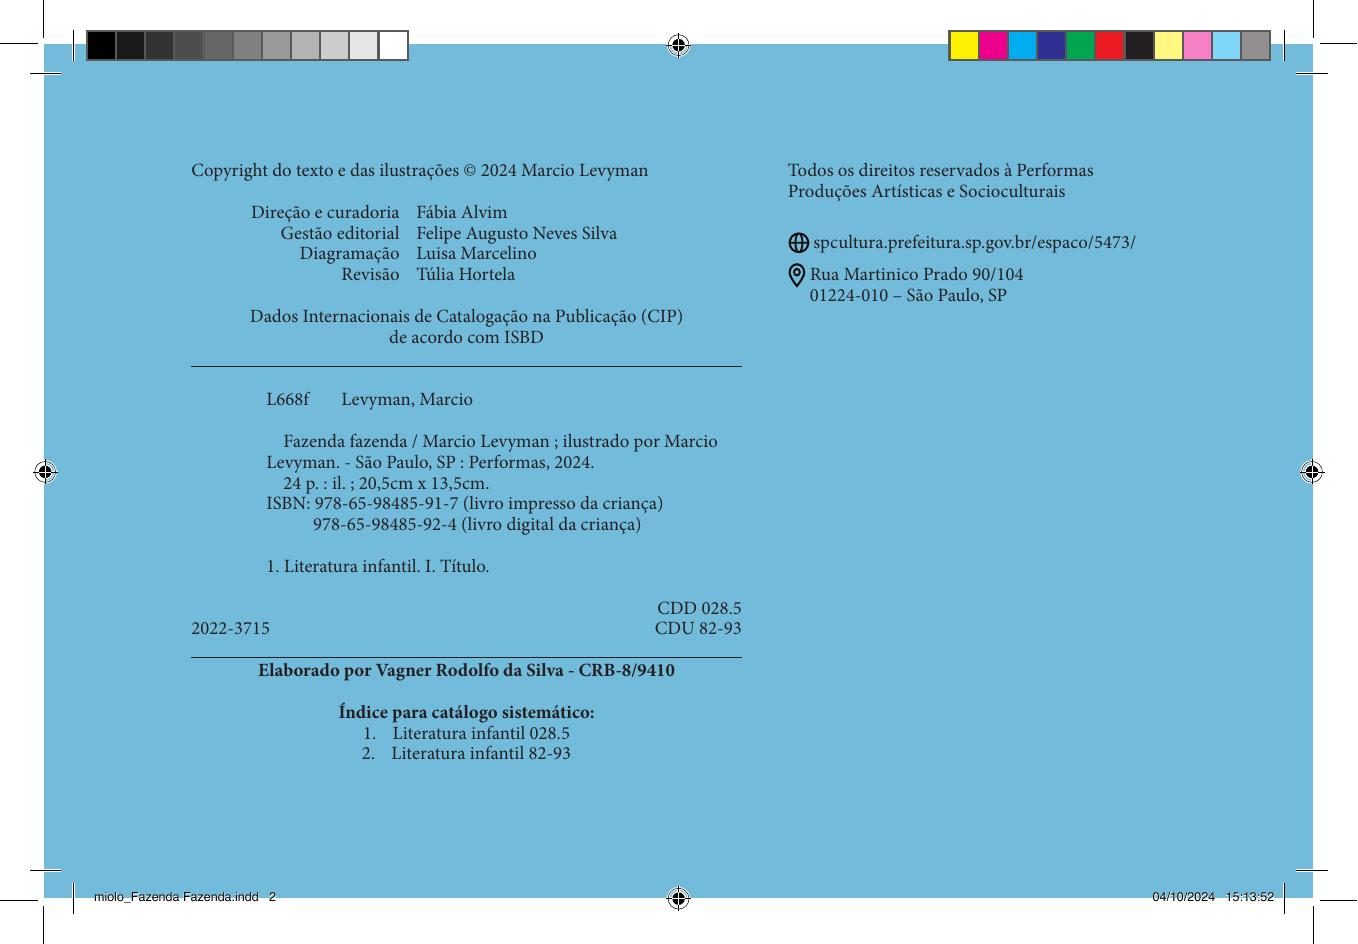 Copyright do texto e das ilustrações © 2024 Marcio Levyman
Direção e curadoria Fábia Alvim
Gestão editorial Felipe Augusto Neves Silva
Diagramação Luisa Marcelino
Revisão Túlia Hortela
Dados Internacionais de Catalogação na Publicação (CIP)
de acordo com ISBD
L668f Levyman, Marcio
Fazenda fazenda / Marcio Levyman ; ilustrado por Marcio
Levyman. - São Paulo, SP : Performas, 2024.
24 p. : il. ; 20,5cm x 13,5cm.
ISBN: 978-65-98485-91-7 (livro impresso da criança)
978-65-98485-92-4 (livro digital da criança)
1. Literatura infantil. I. Título.
CDD 028.5
2022-3715 CDU 82-93
Elaborado por Vagner Rodolfo da Silva - CRB-8/9410
Índice para catálogo sistemático:
1. Literatura infantil 028.5
2. Literatura infantil 82-93
Todos os direitos reservados à Performas
Produções Artísticas e Socioculturais
spcultura.prefeitura.sp.gov.br/espaco/5473/
Rua Martinico Prado 90/104
01224-010 – São Paulo, SP
miolo_Fazenda Fazenda.indd 2
04/10/2024 15:13:52